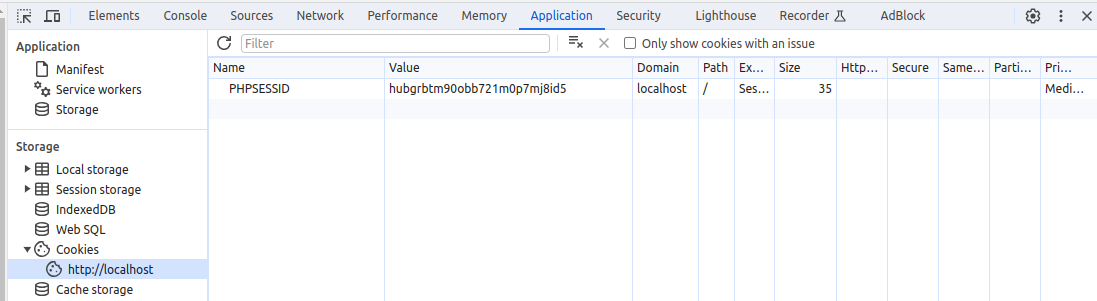 Elements Console Sources Network Performance Memory Application Security Lighthouse Recorder AdBlock
Application
Manifest
Service workers
Storage
Storage
Local storage
Session storage
IndexedDB
Web SQL
Cookies
http://localhost
Cache storage
Filter Only show cookies with an issue
Name Value Domain Path Ex... Size Http... Secure Same... Parti... Pri...
PHPSESSID hubgrbtm90obb721m0p7mj8id5 localhost / Ses... 35 Medi...